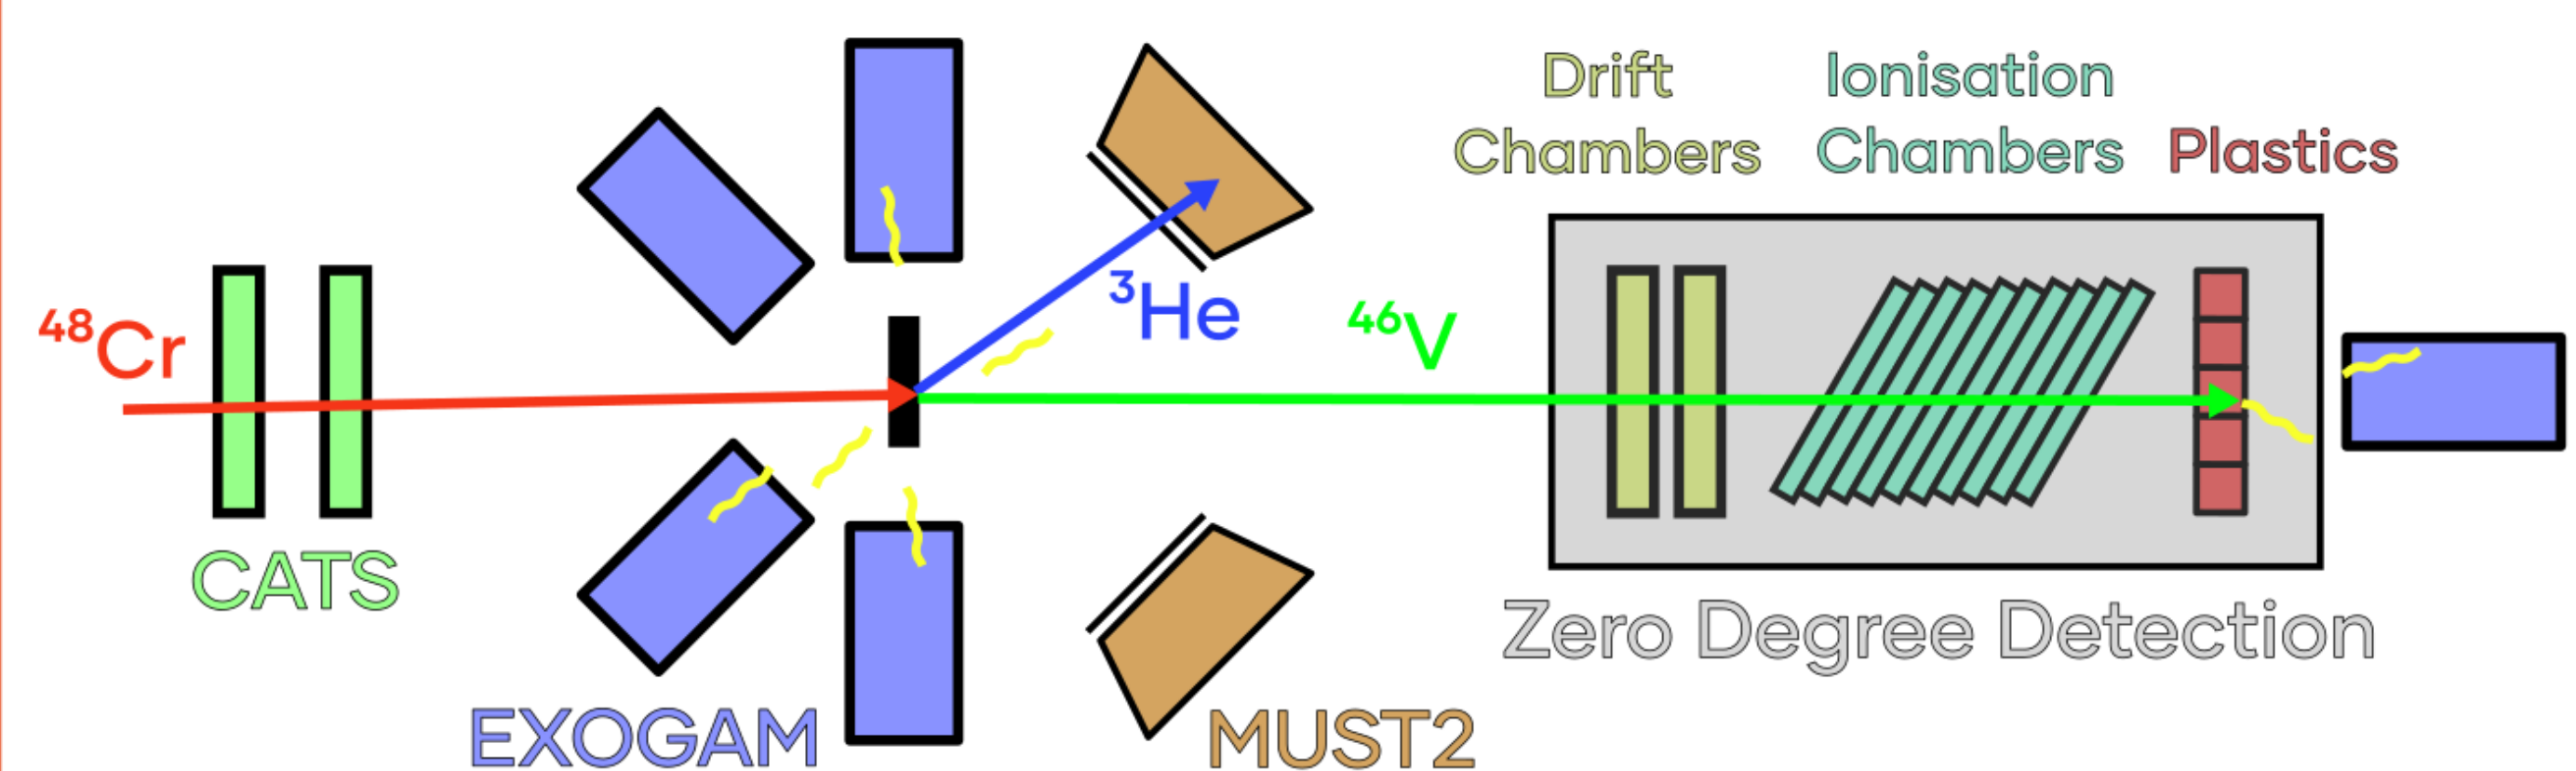 Drift
Chambers
Ionisation
Chambers
Plastics
⁴⁸Cr
³He
⁴⁶V
CATS
EXOGAM
MUST2
Zero Degree Detection